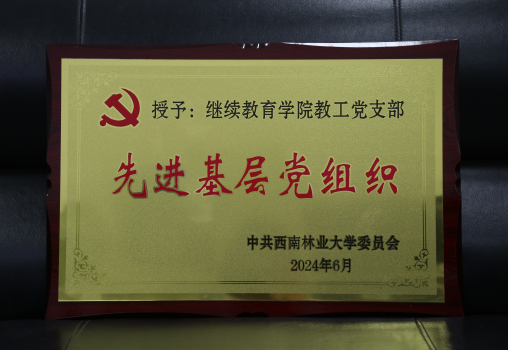 授予：继续教育学院教工党支部
先进基层党组织
中共西南林业大学委员会
2024年6月